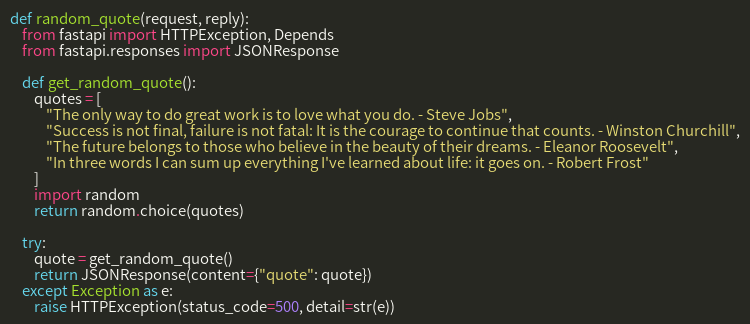 def random_quote(request, reply):
    from fastapi import HTTPException, Depends
    from fastapi.responses import JSONResponse

    def get_random_quote():
        quotes = [
            "The only way to do great work is to love what you do. - Steve Jobs",
            "Success is not final, failure is not fatal: It is the courage to continue that counts. - Winston Churchill",
            "The future belongs to those who believe in the beauty of their dreams. - Eleanor Roosevelt",
            "In three words I can sum up everything I've learned about life: it goes on. - Robert Frost"
        ]
        import random
        return random.choice(quotes)

    try:
        quote = get_random_quote()
        return JSONResponse(content={"quote": quote})
    except Exception as e:
        raise HTTPException(status_code=500, detail=str(e))